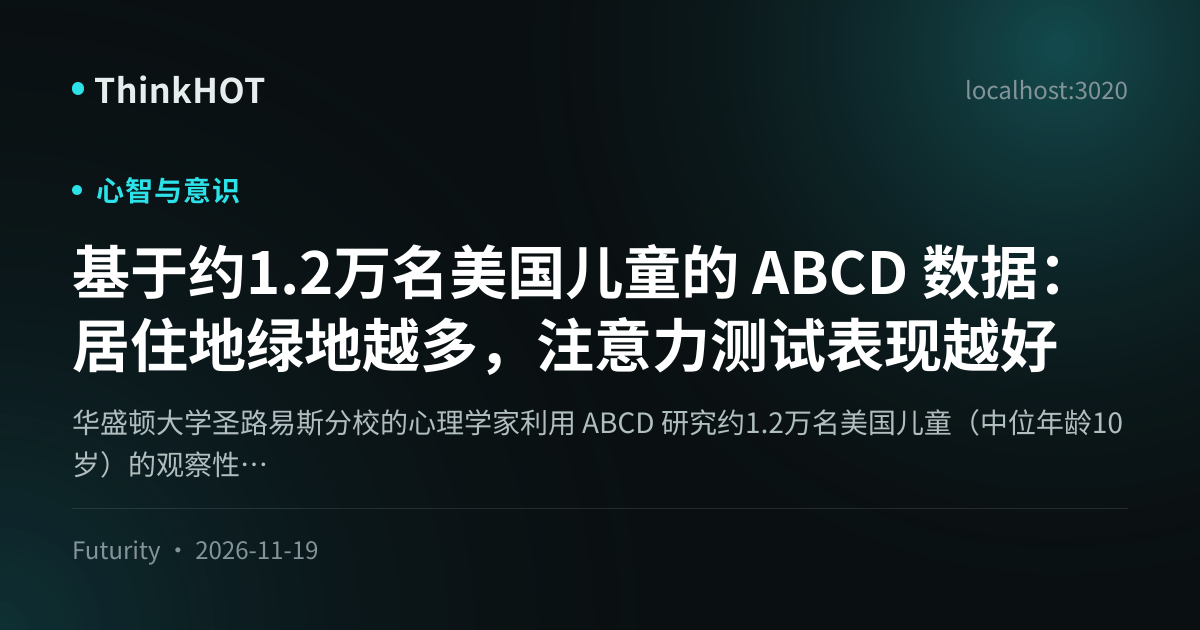 ThinkHOT
localhost:3020
心智与意识
基于约1.2万名美国儿童的 ABCD 数据：
居住地绿地越多，注意力测试表现越好
华盛顿大学圣路易斯分校的心理学家利用 ABCD 研究约1.2万名美国儿童（中位年龄10
岁）的观察性…
Futurity • 2026-11-19